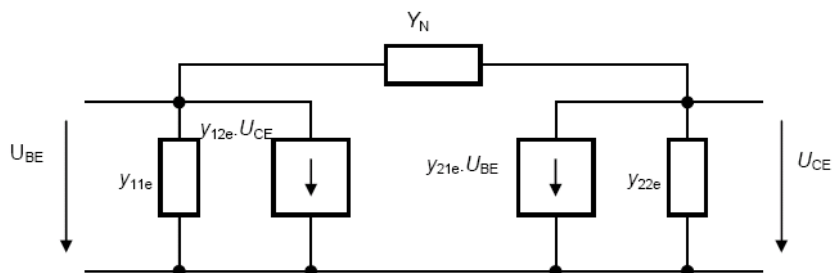 Y_N
U_BE
y_12e.U_CE
y_11e
y_21e.U_BE
y_22e
U_CE